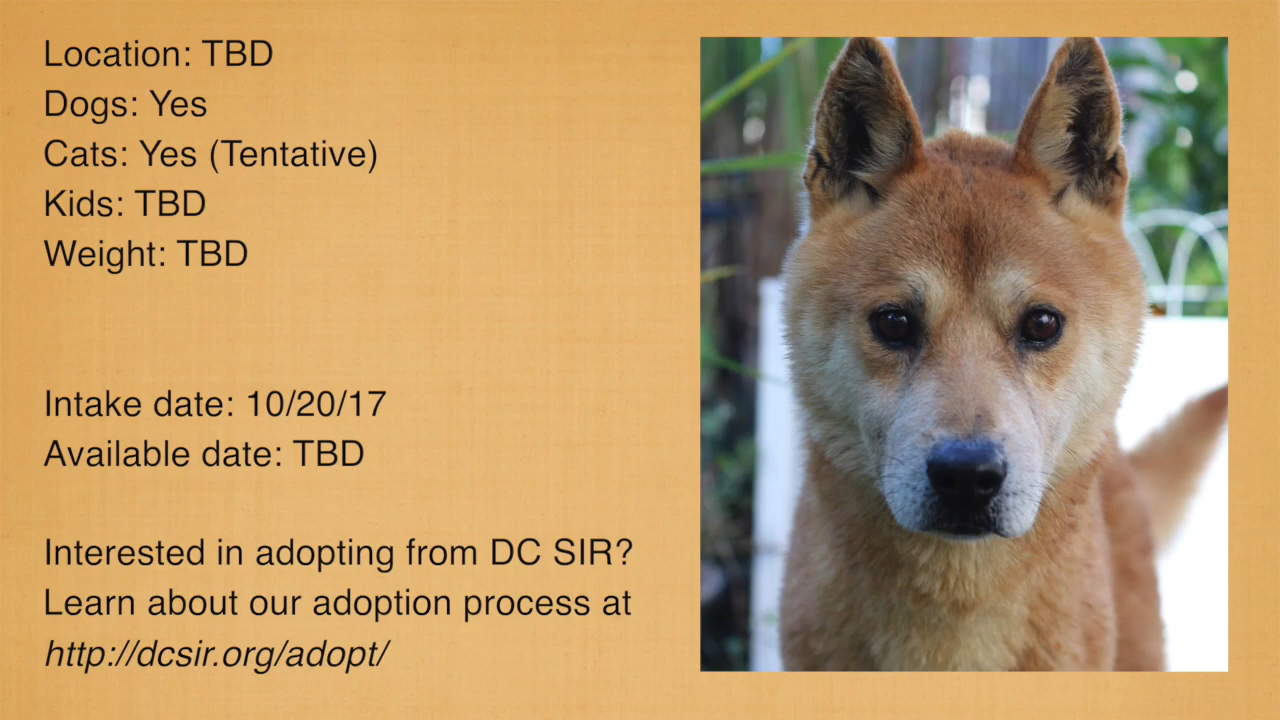 Location: TBD
Dogs: Yes
Cats: Yes (Tentative)
Kids: TBD
Weight: TBD
Intake date: 10/20/17
Available date: TBD
Interested in adopting from DC SIR?
Learn about our adoption process at
http://dcsir.org/adopt/